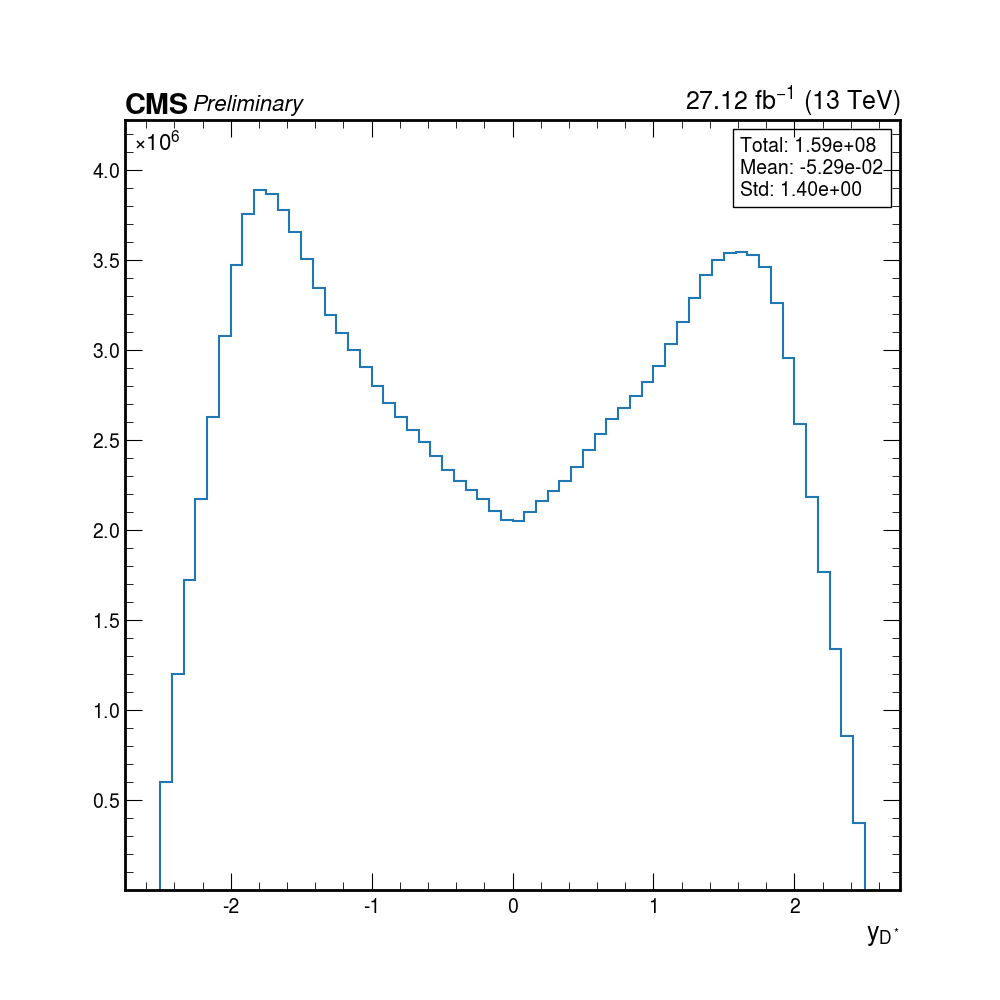 CMS Preliminary 27.12 fb⁻¹ (13 TeV)
×10⁶
Total: 1.59e+08
Mean: -5.29e-02
Std: 1.40e+00
4.0
3.5
3.0
2.5
2.0
1.5
1.0
0.5
-2 -1 0 1 2
y_D*